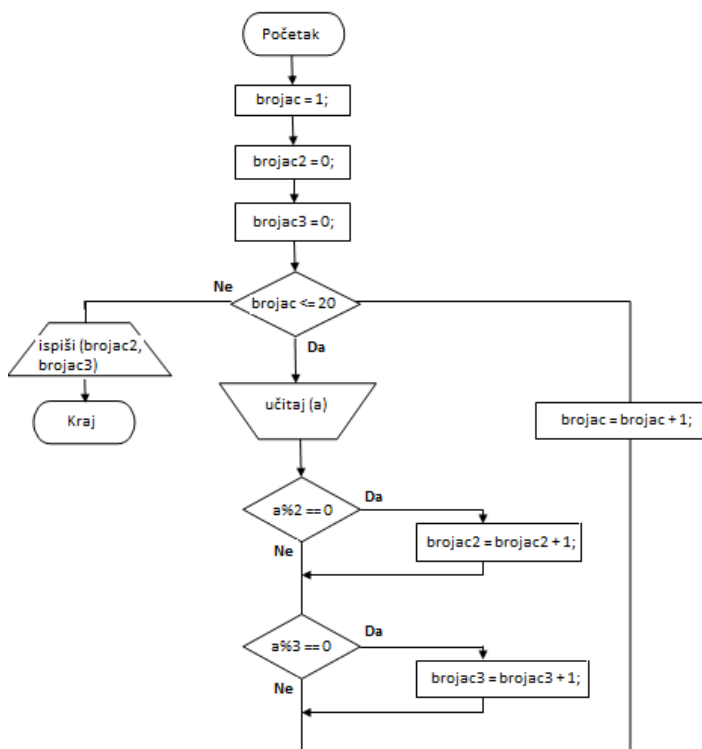 Početak
brojac = 1;
brojac2 = 0;
brojac3 = 0;
Ne
brojac <= 20
ispiši (brojac2,
brojac3)
Da
Kraj
učitaj (a)
brojac = brojac + 1;
Da
a%2 == 0
brojac2 = brojac2 + 1;
Ne
Da
a%3 == 0
brojac3 = brojac3 + 1;
Ne